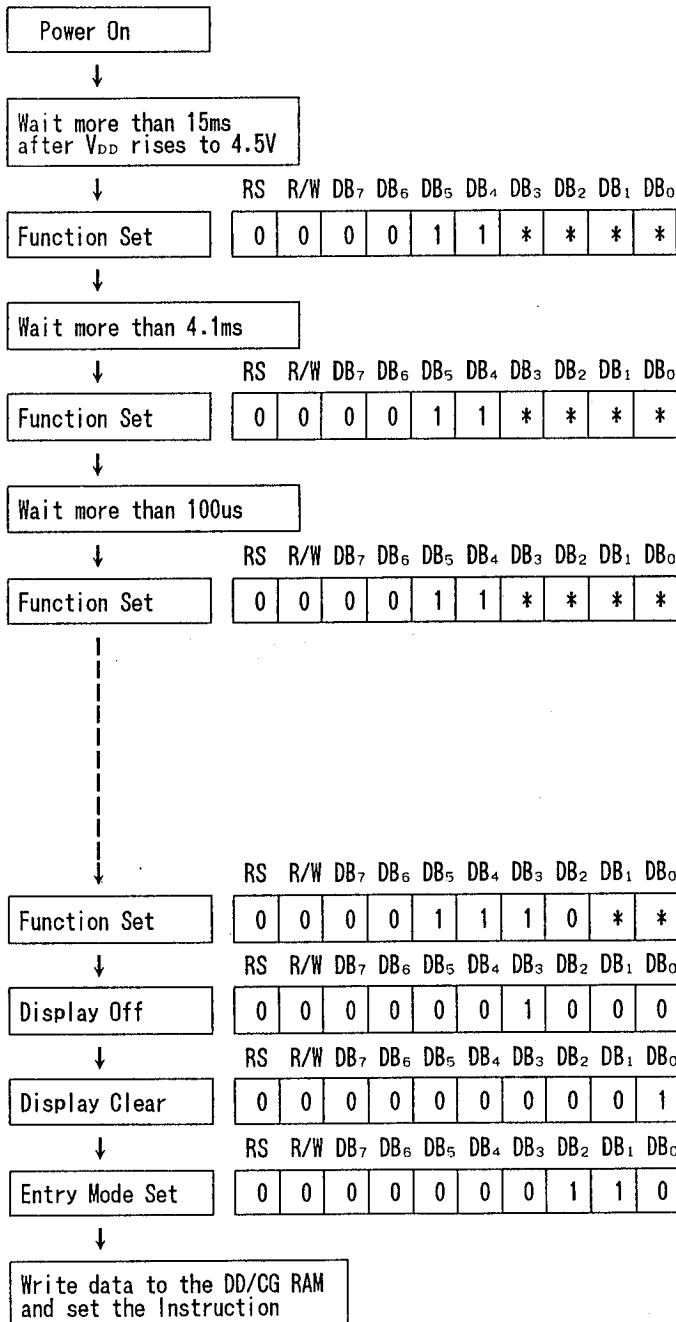 Power On
↓
Wait more than 15ms
after VDD rises to 4.5V
↓ RS R/W DB7 DB6 DB5 DB4 DB3 DB2 DB1 DB0
Function Set 0 0 0 0 1 1 * * * *
↓
Wait more than 4.1ms
↓ RS R/W DB7 DB6 DB5 DB4 DB3 DB2 DB1 DB0
Function Set 0 0 0 0 1 1 * * * *
↓
Wait more than 100us
↓ RS R/W DB7 DB6 DB5 DB4 DB3 DB2 DB1 DB0
Function Set 0 0 0 0 1 1 * * * *
RS R/W DB7 DB6 DB5 DB4 DB3 DB2 DB1 DB0
Function Set 0 0 0 0 1 1 1 0 * *
↓ RS R/W DB7 DB6 DB5 DB4 DB3 DB2 DB1 DB0
Display Off 0 0 0 0 0 0 1 0 0 0
↓ RS R/W DB7 DB6 DB5 DB4 DB3 DB2 DB1 DB0
Display Clear 0 0 0 0 0 0 0 0 0 1
↓ RS R/W DB7 DB6 DB5 DB4 DB3 DB2 DB1 DB0
Entry Mode Set 0 0 0 0 0 0 0 1 1 0
↓
Write data to the DD/CG RAM
and set the Instruction